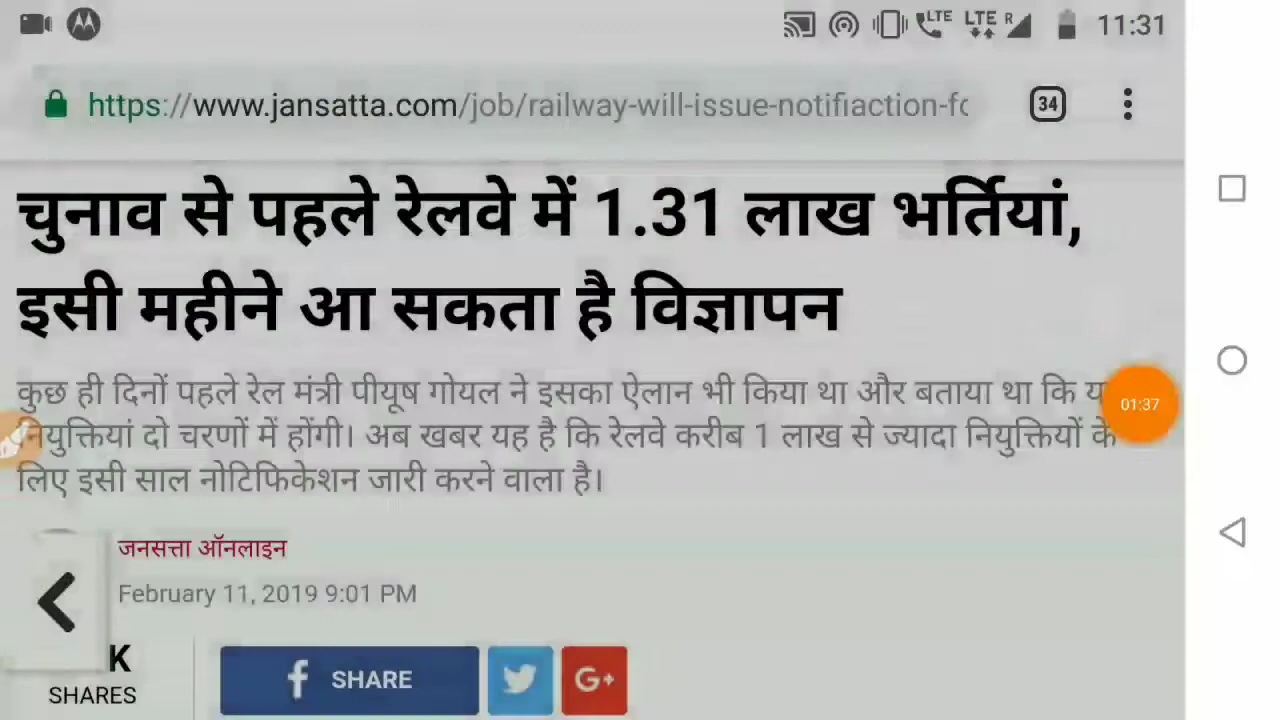 LTE LTE R 11:31
https://www.jansatta.com/job/railway-will-issue-notifiaction-fo 34
चुनाव से पहले रेलवे में 1.31 लाख भर्तियां,
इसी महीने आ सकता है विज्ञापन
कुछ ही दिनों पहले रेल मंत्री पीयूष गोयल ने इसका ऐलान भी किया था और बताया था कि
01:37
नियुक्तियां दो चरणों में होंगी। अब खबर यह है कि रेलवे करीब 1 लाख से ज्यादा नियुक्तियों के
लिए इसी साल नोटिफिकेशन जारी करने वाला है।
जनसत्ता ऑनलाइन
February 11, 2019 9:01 PM
K
SHARES
f SHARE G+